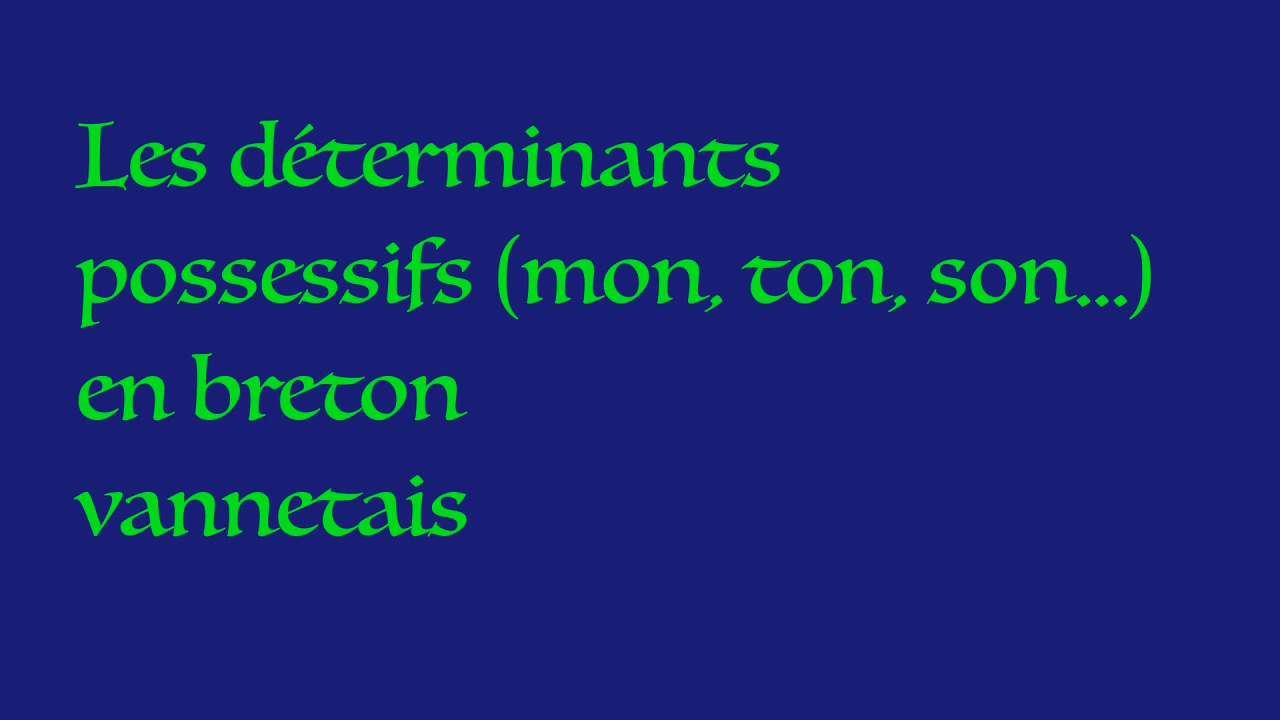 Les déterminants
possessifs (mon, ton, son...)
en breton
vannetais